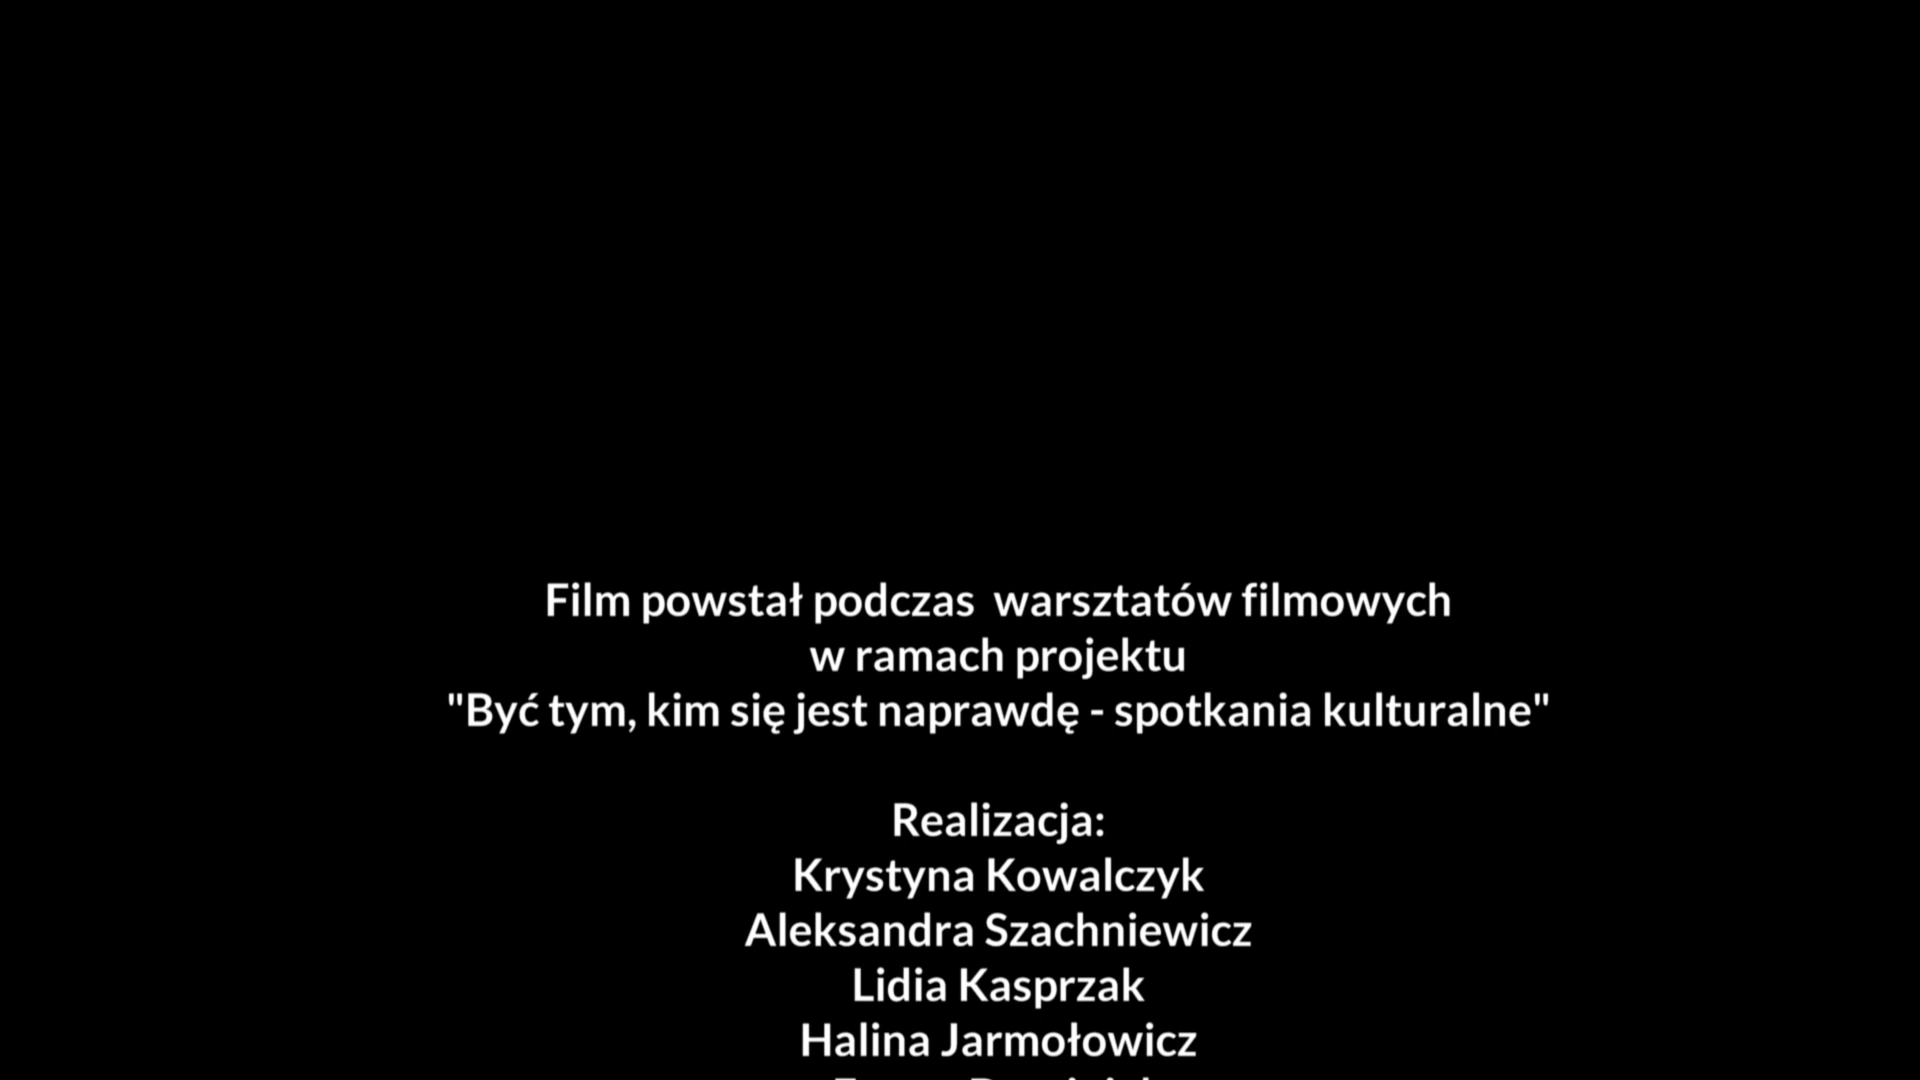 Film powstał podczas  warsztatów filmowych
w ramach projektu
"Być tym, kim się jest naprawdę - spotkania kulturalne"
Realizacja:
Krystyna Kowalczyk
Aleksandra Szachniewicz
Lidia Kasprzak
Halina Jarmołowicz